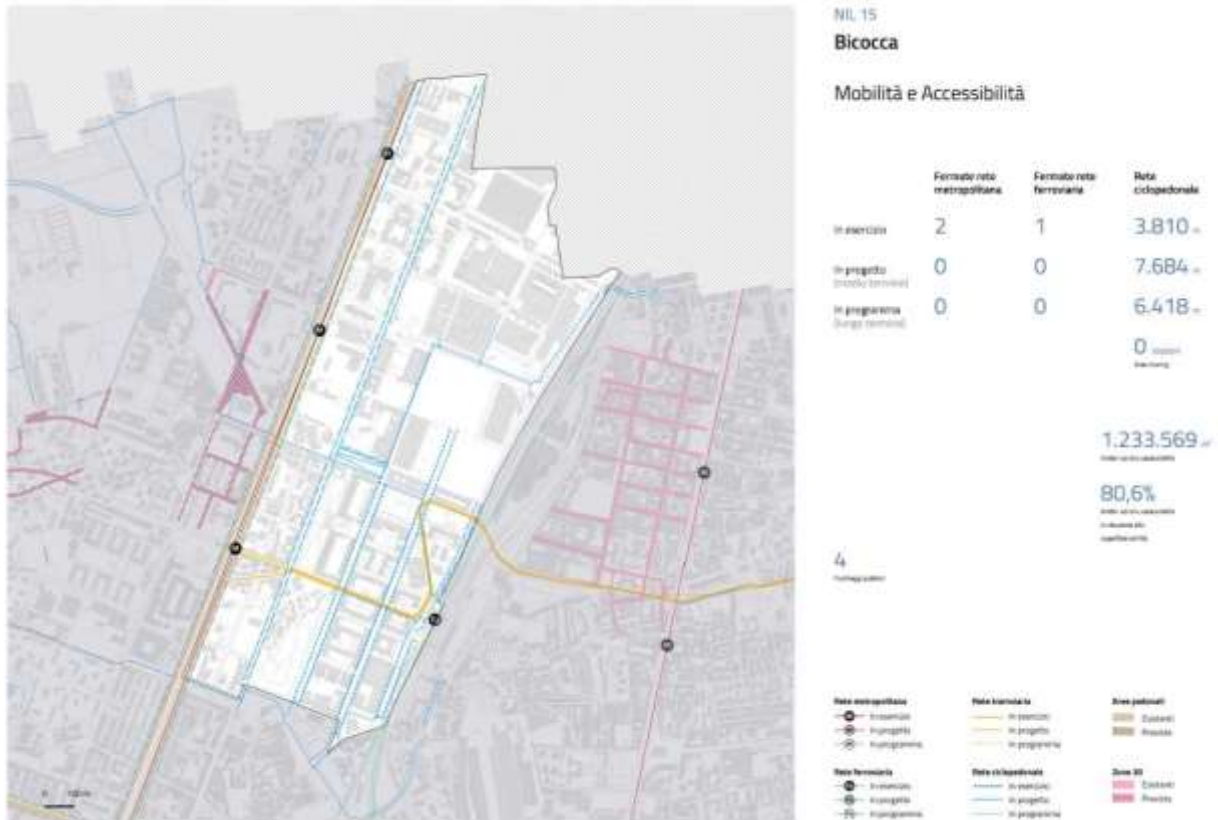 NIL 15
Bicocca
Mobilità e Accessibilità
Fermate rete metropolitana
Fermate rete ferroviaria
Rete ciclopedonale
In esercizio 2 1 3.810
In progetto 0 0 7.684
In programma 0 0 6.418
0
1.233.569
80,6%
4
Rete metropolitana
In esercizio
In progetto
In programma
Rete ferroviaria
In esercizio
In progetto
In programma
Rete tranviaria
In esercizio
In progetto
In programma
Rete ciclopedonale
In esercizio
In progetto
In programma
Aree pedonali
Esistenti
Previste
Zone 30
Esistenti
Previste